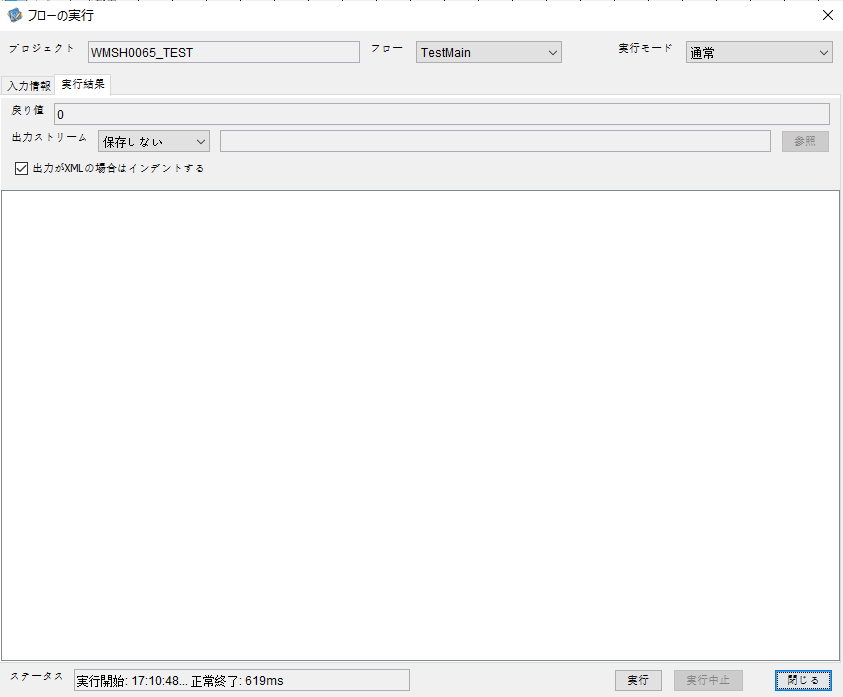 フローの実行
プロジェクト WMSH0065_TEST フロー TestMain 実行モード 通常
入力情報 実行結果
戻り値 0
出力ストリーム 保存しない 参照
出力がXMLの場合はインデントする
ステータス 実行開始: 17:10:48... 正常終了: 619ms 実行 実行中止 閉じる